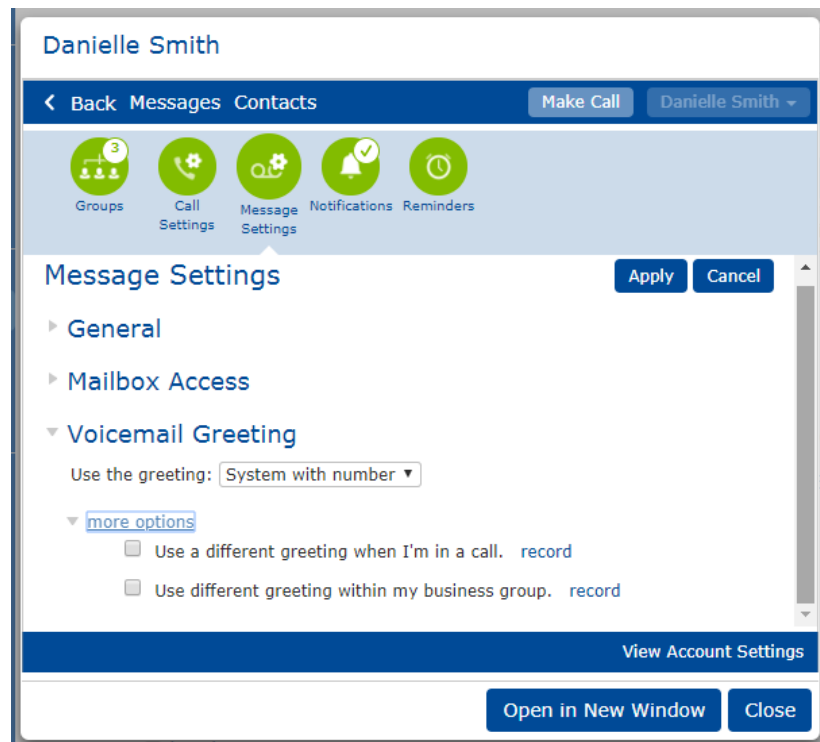 Danielle Smith
Back Messages Contacts Make Call Danielle Smith
3
Groups Call Settings Message Settings Notifications Reminders
Message Settings Apply Cancel
General
Mailbox Access
Voicemail Greeting
Use the greeting: System with number
more options
Use a different greeting when I'm in a call. record
Use different greeting within my business group. record
View Account Settings
Open in New Window Close